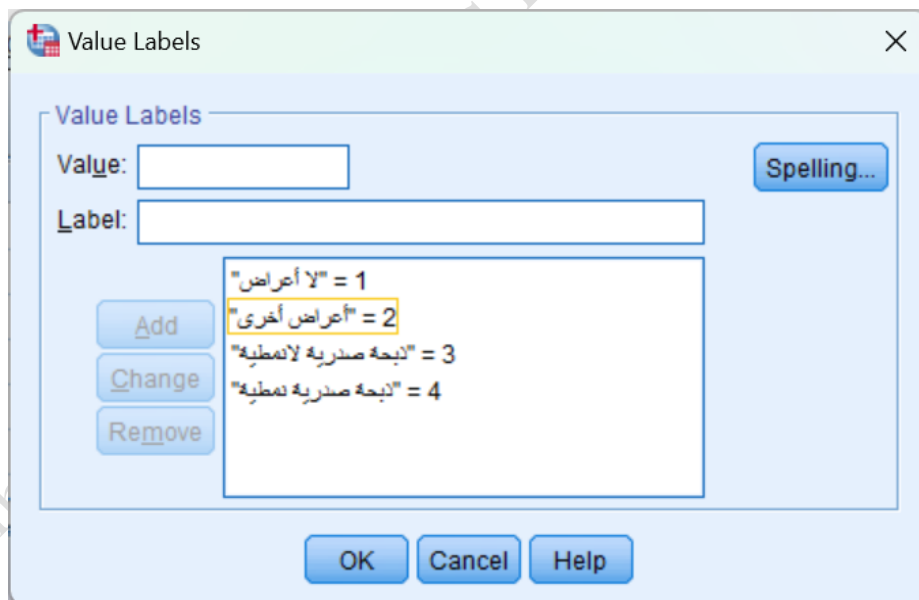 Value Labels
Value Labels
Value:
Spelling...
Label:
1 = "لا أعراض"
2 = "أعراض أخرى"
3 = "ذبحة صدرية لانمطية"
4 = "ذبحة صدرية نمطية"
Add
Change
Remove
OK Cancel Help